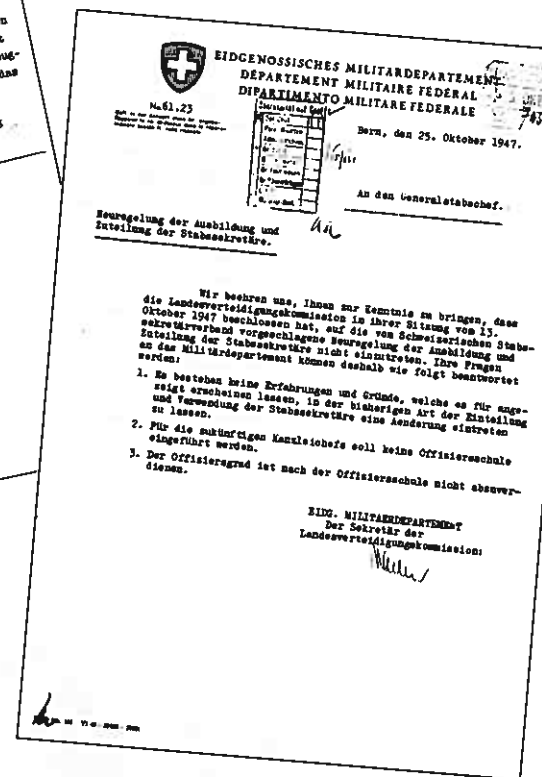 EIDGENÖSSISCHES MILITÄRDEPARTEMENT
DÉPARTEMENT MILITAIRE FÉDÉRAL
DIPARTIMENTO MILITARE FEDERALE
No. 61.23
Bern, den 25. Oktober 1947.
An den Generalstabschef.
Neuregelung der Ausbildung und
Zuteilung der Stabssekretäre.
Wir beehren uns, Ihnen zur Kenntnis zu bringen, dass
die Landesverteidigungskommission in ihrer Sitzung vom 13.
Oktober 1947 beschlossen hat, auf die vom Schweizerischen Stabs-
sekretärverband vorgeschlagene Neuregelung der Ausbildung und
Zuteilung der Stabssekretäre nicht einzutreten. Ihre Fragen
an das Militärdepartement können deshalb wie folgt beantwortet
werden:
1. Es bestehen keine Erfahrungen und Gründe, welche es für ange-
zeigt erscheinen lassen, in der bisherigen Art der Einteilung
und Verwendung der Stabssekretäre eine Aenderung eintreten
zu lassen.
2. Für die zukünftigen Kanzleichefs soll keine Offiziersschule
eingeführt werden.
3. Der Offiziersgrad ist nach der Offiziersschule nicht abzuver-
dienen.
EIDG. MILITAERDEPARTEMENT
Der Sekretär der
Landesverteidigungskommission: